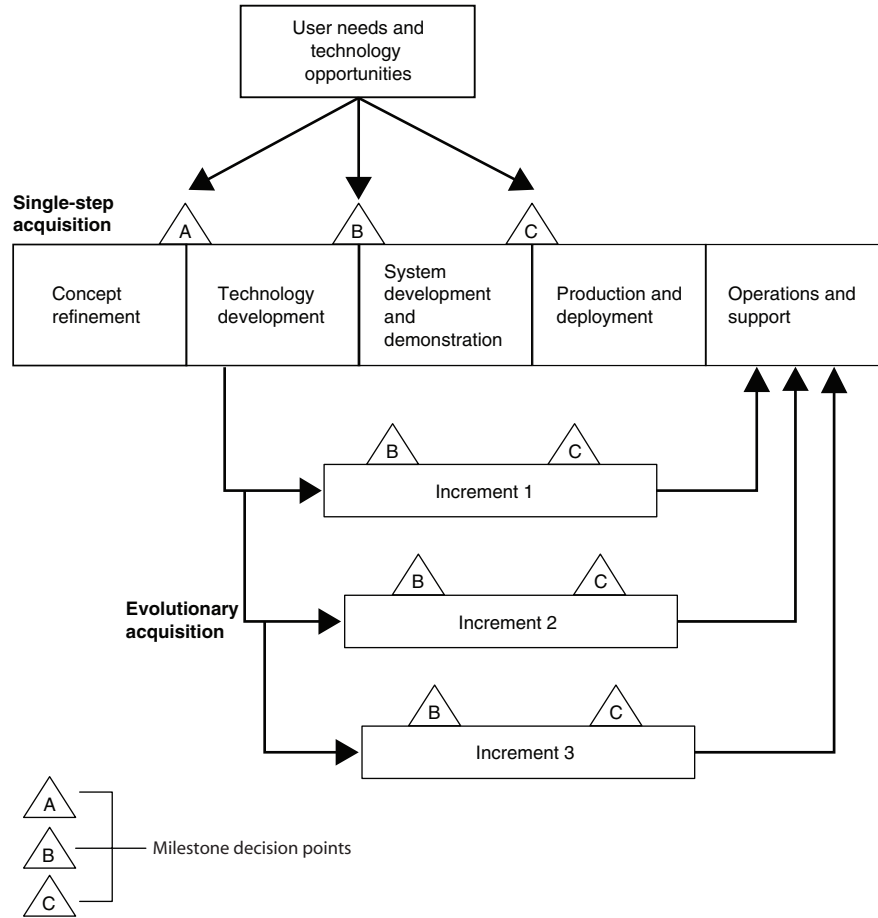 User needs and
technology
opportunities
Single-step
acquisition
A
B
C
Concept
refinement
Technology
development
System
development
and
demonstration
Production and
deployment
Operations and
support
B
C
Increment 1
B
C
Increment 2
Evolutionary
acquisition
B
C
Increment 3
A
B
C
Milestone decision points